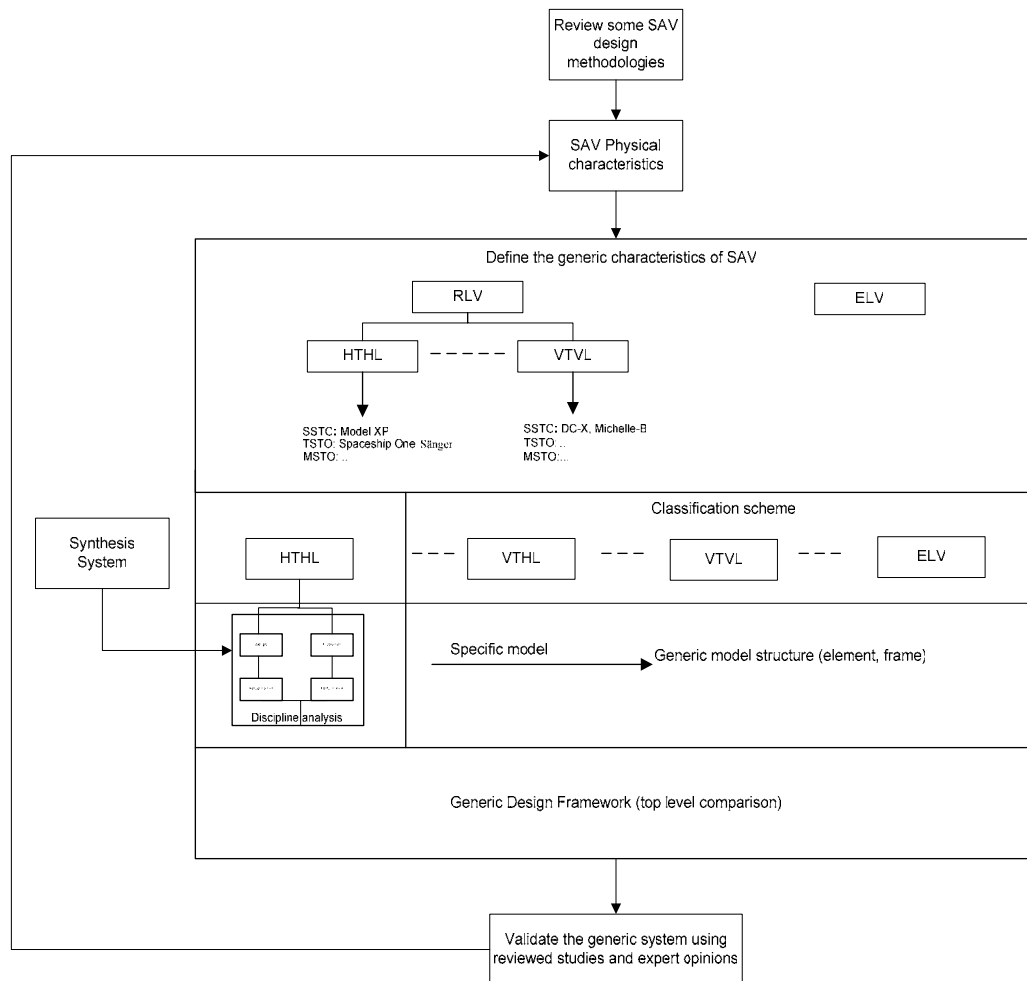 Review some SAV
design
methodologies
SAV Physical
characteristics
Define the generic characteristics of SAV
RLV
ELV
HTHL
VTVL
SSTC: Model XP
TSTO: Spaceship One Sänger
MSTO: ..
SSTC: DC-X, Michelle-B
TSTO: ..
MSTO:...
Classification scheme
Synthesis
System
HTHL
VTHL
VTVL
ELV
Specific model
Generic model structure (element, frame)
Discipline analysis
Generic Design Framework (top level comparison)
Validate the generic system using
reviewed studies and expert opinions